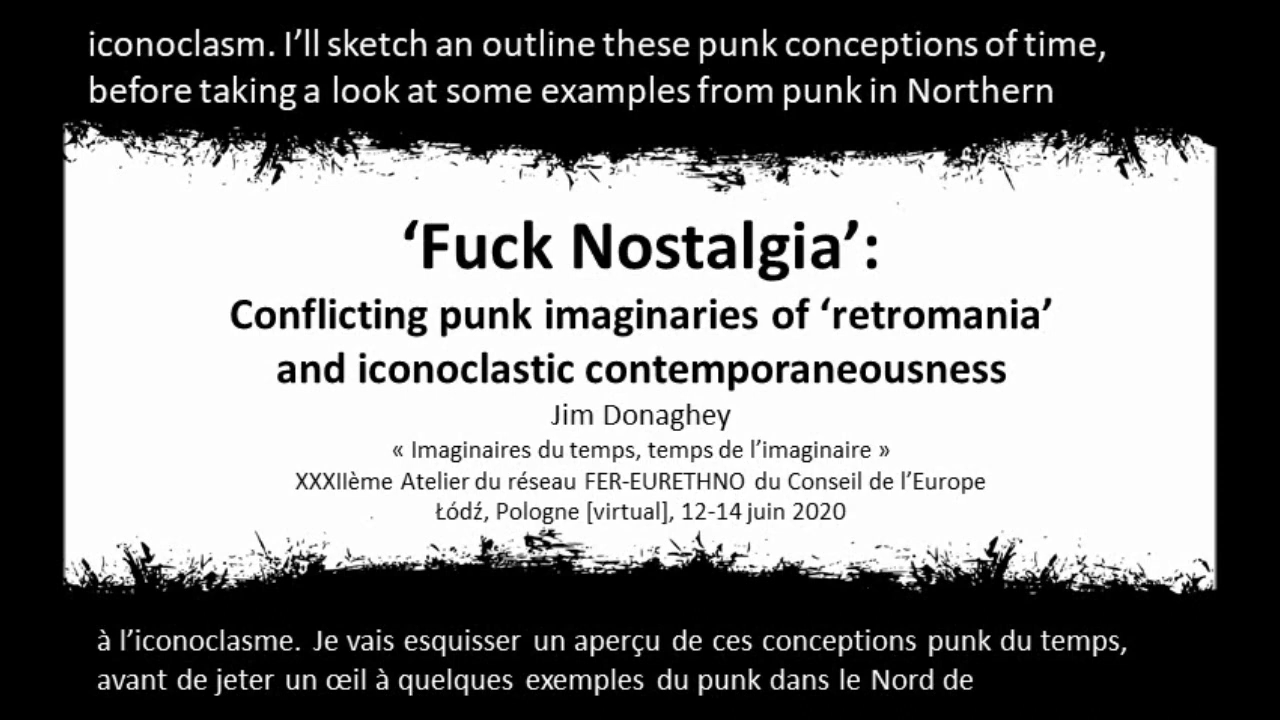 iconoclasm. I’ll sketch an outline these punk conceptions of time,
before taking a look at some examples from punk in Northern
‘Fuck Nostalgia’:
Conflicting punk imaginaries of ‘retromania’
and iconoclastic contemporaneousness
Jim Donaghey
« Imaginaires du temps, temps de l’imaginaire »
XXXIIème Atelier du réseau FER-EURETHNO du Conseil de l’Europe
Łódź, Pologne [virtual], 12-14 juin 2020
à l’iconoclasme. Je vais esquisser un aperçu de ces conceptions punk du temps,
avant de jeter un œil à quelques exemples du punk dans le Nord de